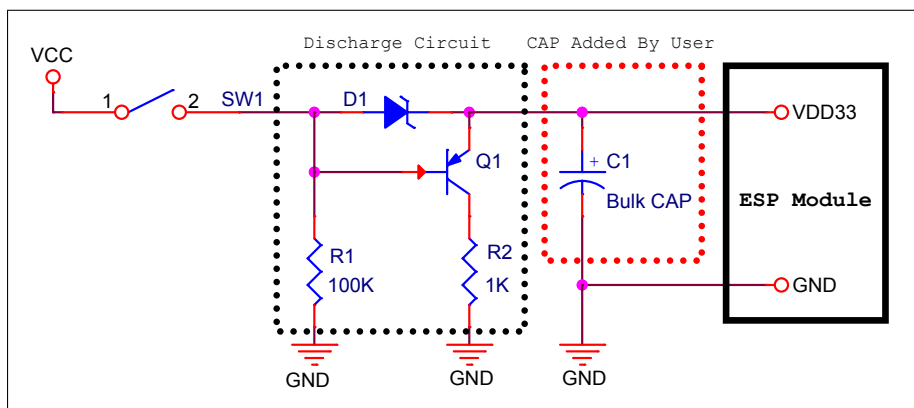 Discharge Circuit
CAP Added By User
VCC
1
2
SW1
D1
VDD33
Q1
+ C1
Bulk CAP
ESP Module
R1
100K
R2
1K
GND
GND
GND
GND